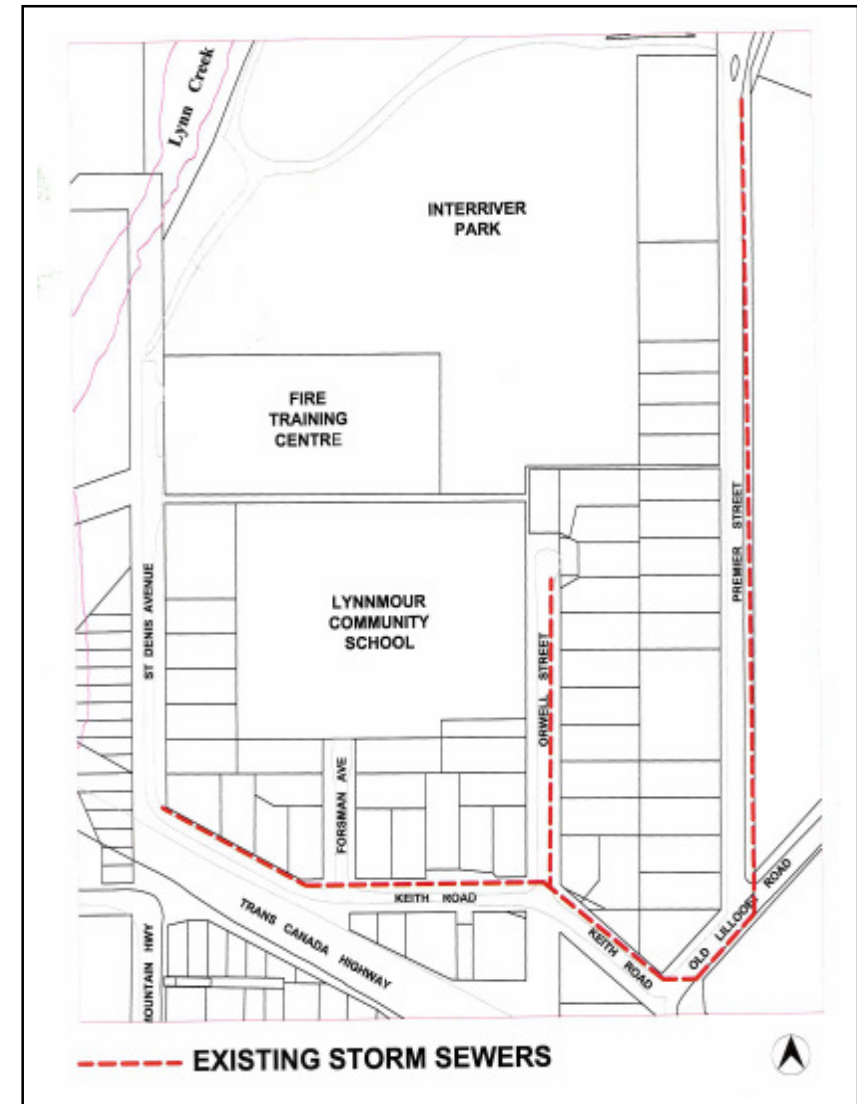 Lynn Creek
INTERRIVER
PARK
FIRE
TRAINING
CENTRE
PREMIER STREET
ST DENIS AVENUE
LYNNMOUR
COMMUNITY
SCHOOL
ORWELL STREET
FORSMAN AVE
KEITH ROAD
OLD LILLOOET ROAD
KEITH ROAD
TRANS CANADA HIGHWAY
MOUNTAIN HWY
EXISTING STORM SEWERS